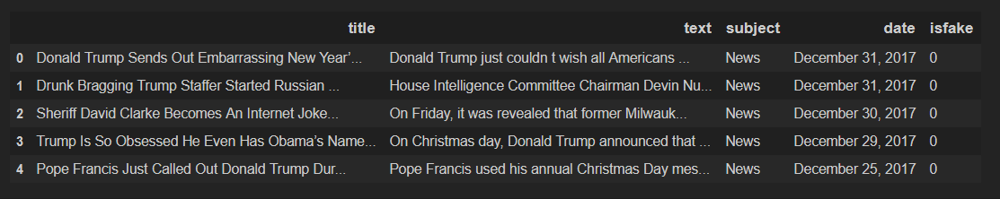 title text subject date isfake
0 Donald Trump Sends Out Embarrassing New Year’... Donald Trump just couldn t wish all Americans ... News December 31, 2017 0
1 Drunk Bragging Trump Staffer Started Russian ... House Intelligence Committee Chairman Devin Nu... News December 31, 2017 0
2 Sheriff David Clarke Becomes An Internet Joke... On Friday, it was revealed that former Milwauk... News December 30, 2017 0
3 Trump Is So Obsessed He Even Has Obama’s Name... On Christmas day, Donald Trump announced that ... News December 29, 2017 0
4 Pope Francis Just Called Out Donald Trump Dur... Pope Francis used his annual Christmas Day mes... News December 25, 2017 0